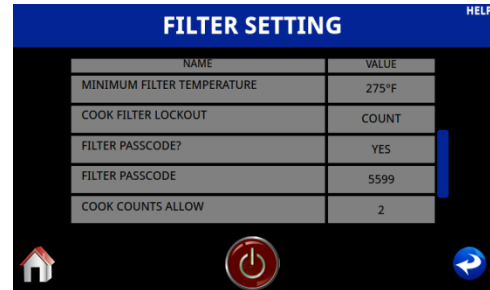 HELP
FILTER SETTING
NAME VALUE
MINIMUM FILTER TEMPERATURE 275°F
COOK FILTER LOCKOUT COUNT
FILTER PASSCODE? YES
FILTER PASSCODE 5599
COOK COUNTS ALLOW 2